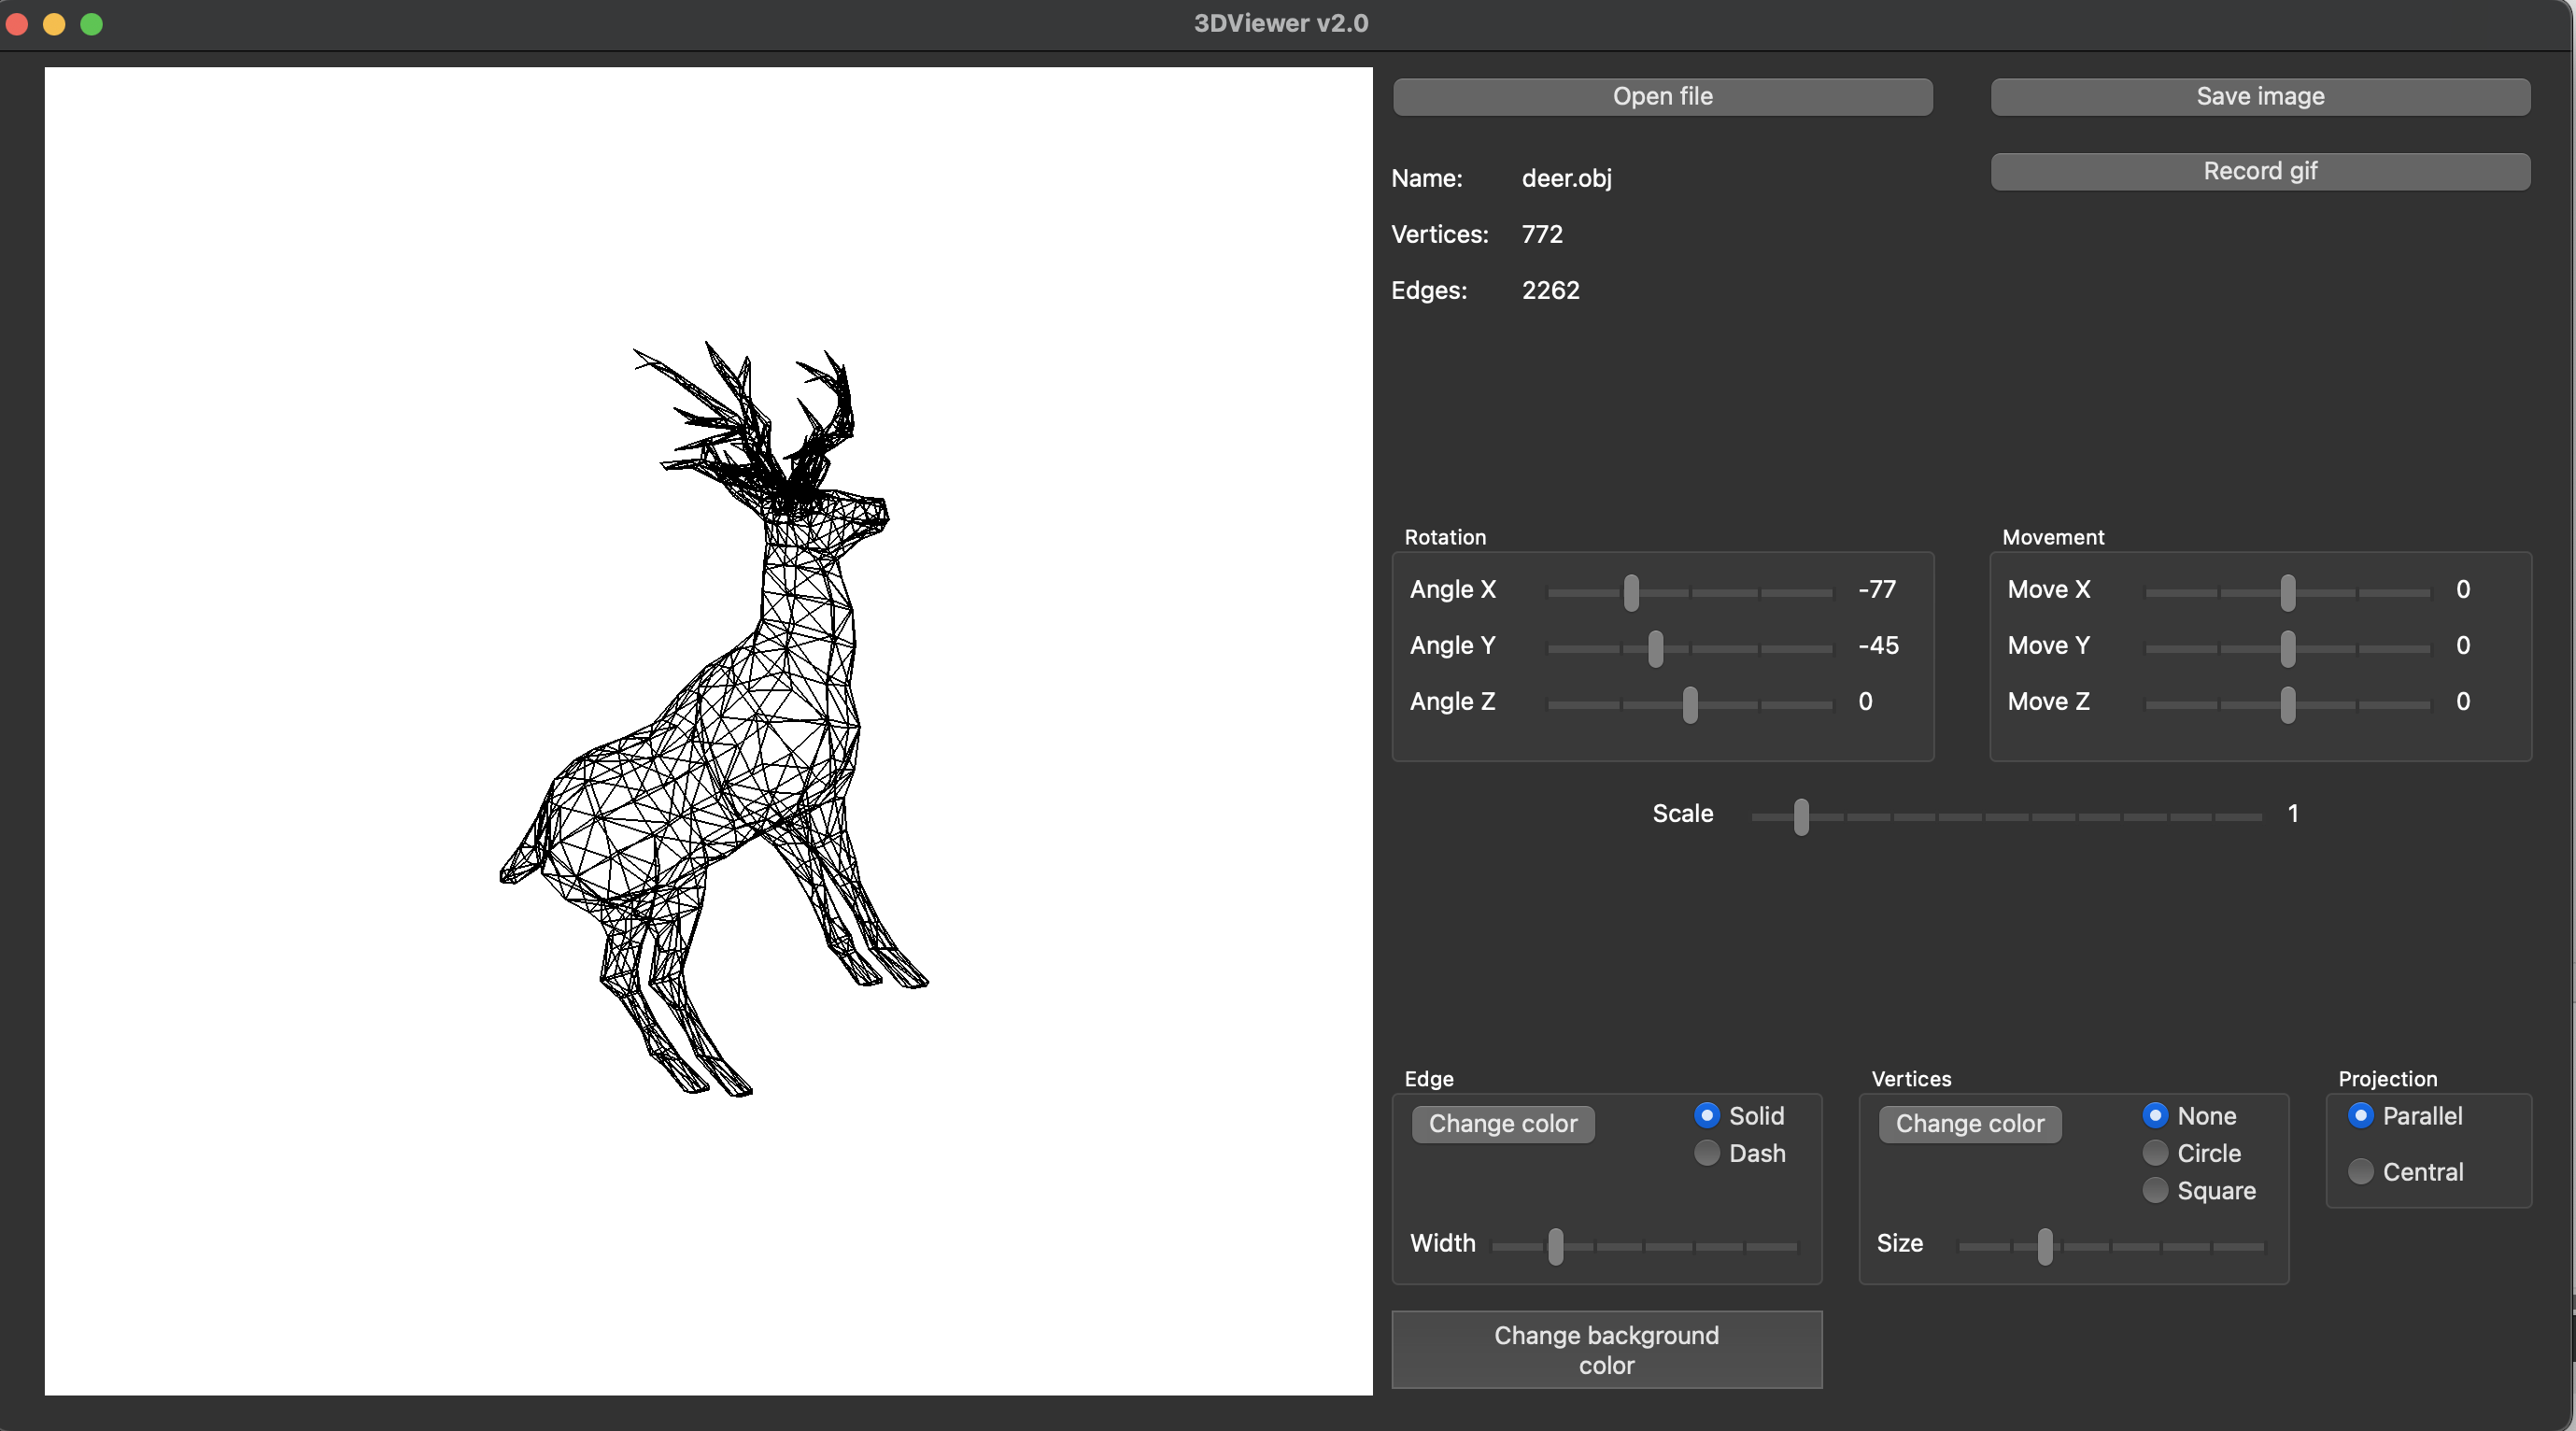 3DViewer v2.0
Open file
Save image
Record gif
Name: deer.obj
Vertices: 772
Edges: 2262
Rotation
Angle X -77
Angle Y -45
Angle Z 0
Movement
Move X 0
Move Y 0
Move Z 0
Scale 1
Edge
Change color
Solid
Dash
Width
Vertices
Change color
None
Circle
Square
Size
Projection
Parallel
Central
Change background
color